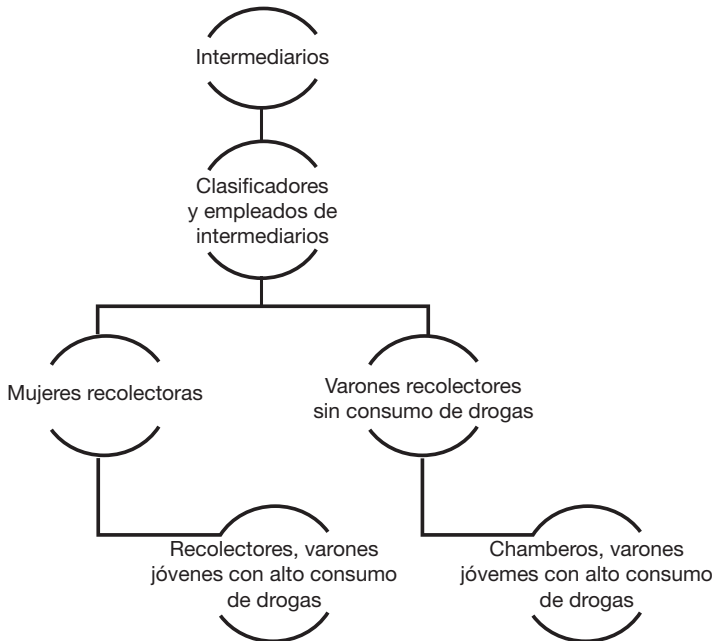 Intermediarios
Clasificadores
y empleados de
intermediarios
Mujeres recolectoras
Varones recolectores
sin consumo de drogas
Recolectores, varones
jóvenes con alto consumo
de drogas
Chamberos, varones
jóvemes con alto consumo
de drogas